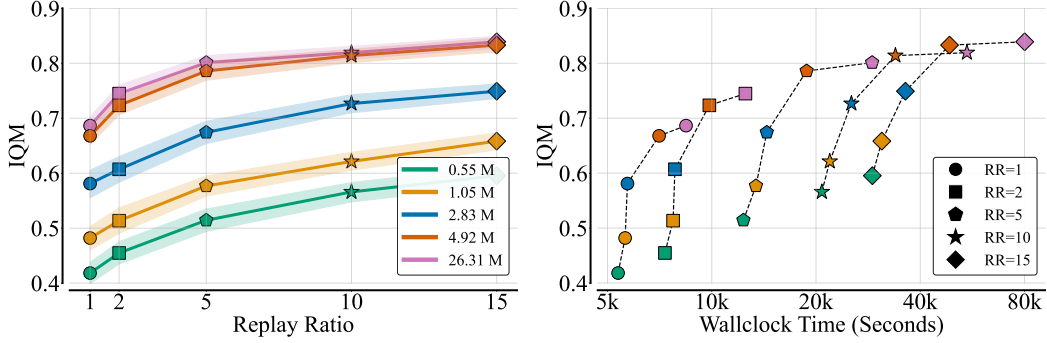 0.9
0.8
0.7
0.6
0.5
0.4
IQM
1 2 5 10 15
Replay Ratio
0.55 M
1.05 M
2.83 M
4.92 M
26.31 M
0.9
0.8
0.7
0.6
0.5
0.4
IQM
5k 10k 20k 40k 80k
Wallclock Time (Seconds)
RR=1
RR=2
RR=5
RR=10
RR=15